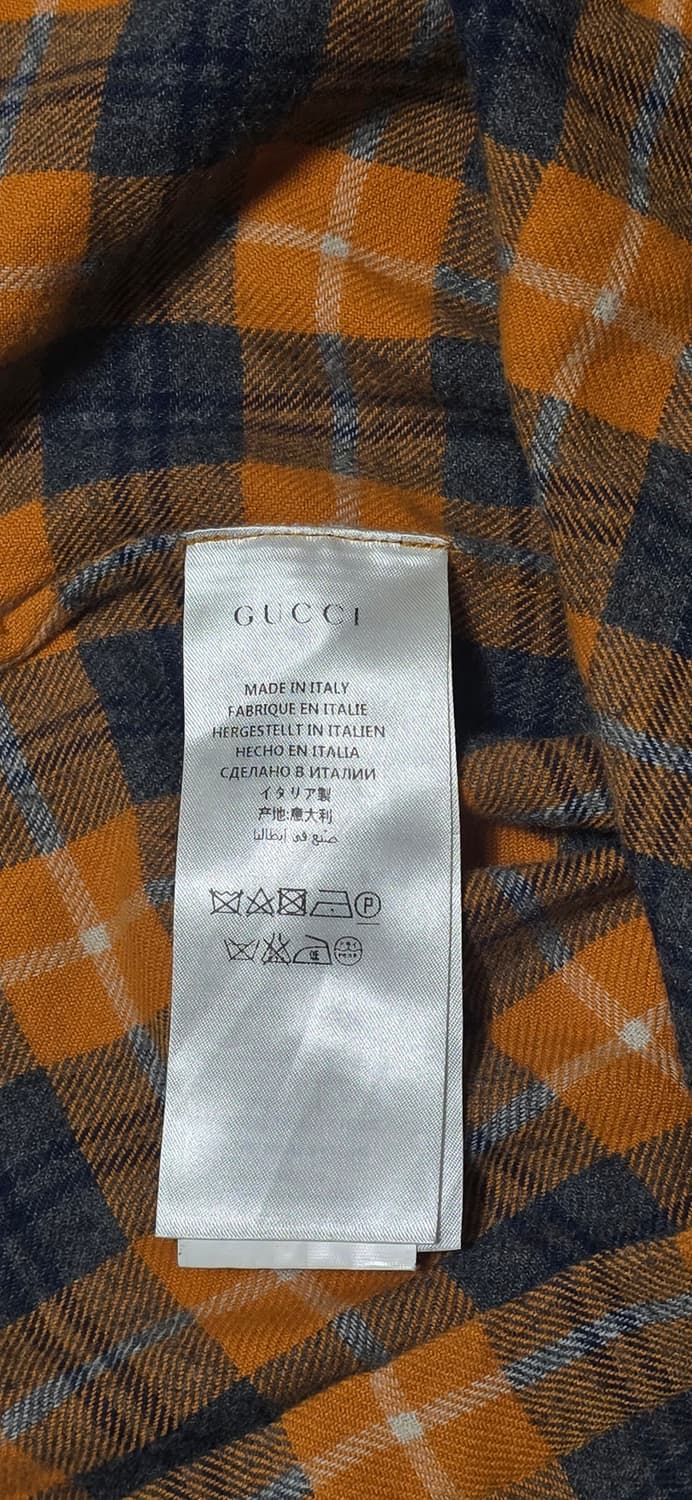 GUCCI
MADE IN ITALY
FABRIQUE EN ITALIE
HERGESTELLT IN ITALIEN
HECHO EN ITALIA
СДЕЛАНО В ИТАЛИИ
イタリア製
产地:意大利
صنع في إيطاليا
P